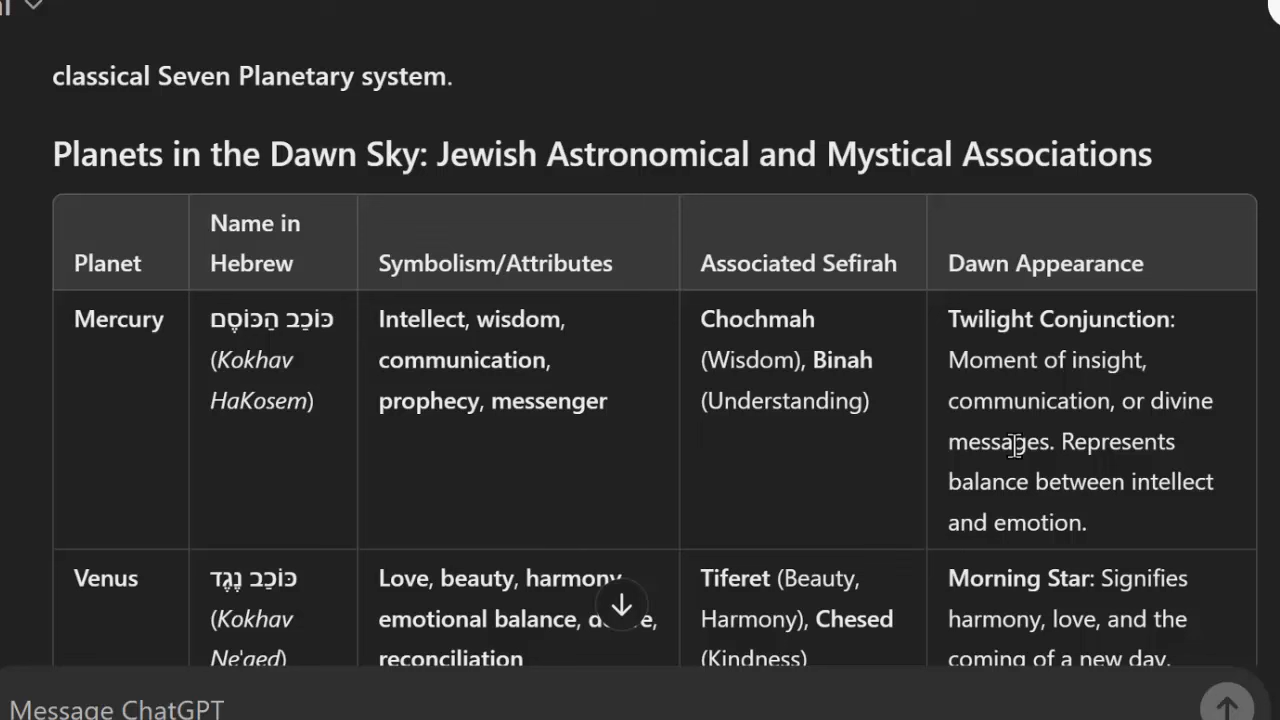 classical Seven Planetary system.
Planets in the Dawn Sky: Jewish Astronomical and Mystical Associations
Planet
Name in
Hebrew
Symbolism/Attributes
Associated Sefirah
Dawn Appearance
Mercury
כּוֹכַב הַכּוֹסֶם
(Kokhav
HaKosem)
Intellect, wisdom,
communication,
prophecy, messenger
Chochmah
(Wisdom), Binah
(Understanding)
Twilight Conjunction:
Moment of insight,
communication, or divine
messages. Represents
balance between intellect
and emotion.
Venus
כּוֹכַב נֶגֶד
(Kokhav
Ne'aed)
Love, beauty, harmony
emotional balance,
reconciliation
Tiferet (Beauty,
Harmony), Chesed
(Kindness)
Morning Star: Signifies
harmony, love, and the
coming of a new day.
Message ChatGPT